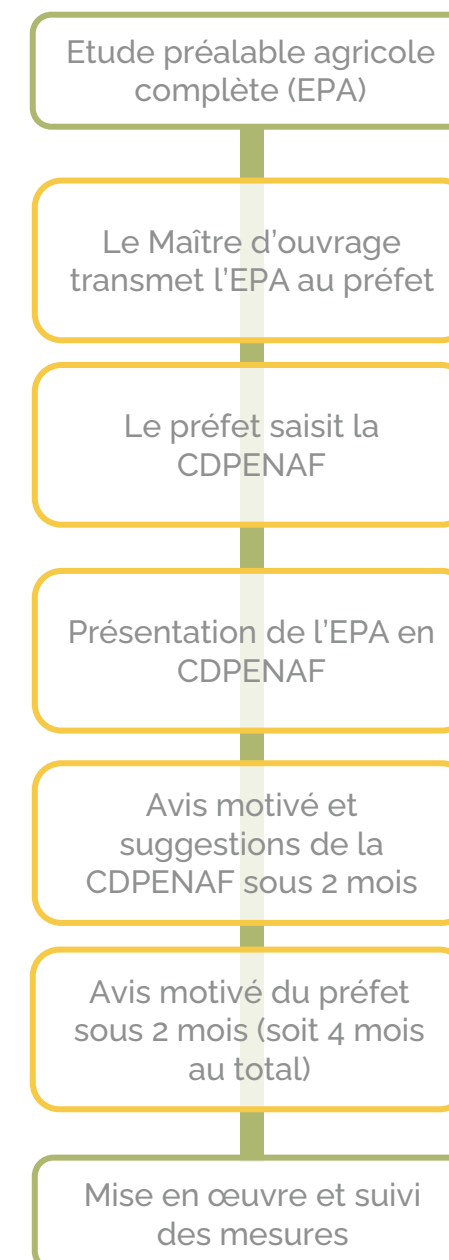 Etude préalable agricole
complète (EPA)
Le Maître d'ouvrage
transmet l'EPA au préfet
Le préfet saisit la
CDPENAF
Présentation de l'EPA en
CDPENAF
Avis motivé et
suggestions de la
CDPENAF sous 2 mois
Avis motivé du préfet
sous 2 mois (soit 4 mois
au total)
Mise en œuvre et suivi
des mesures